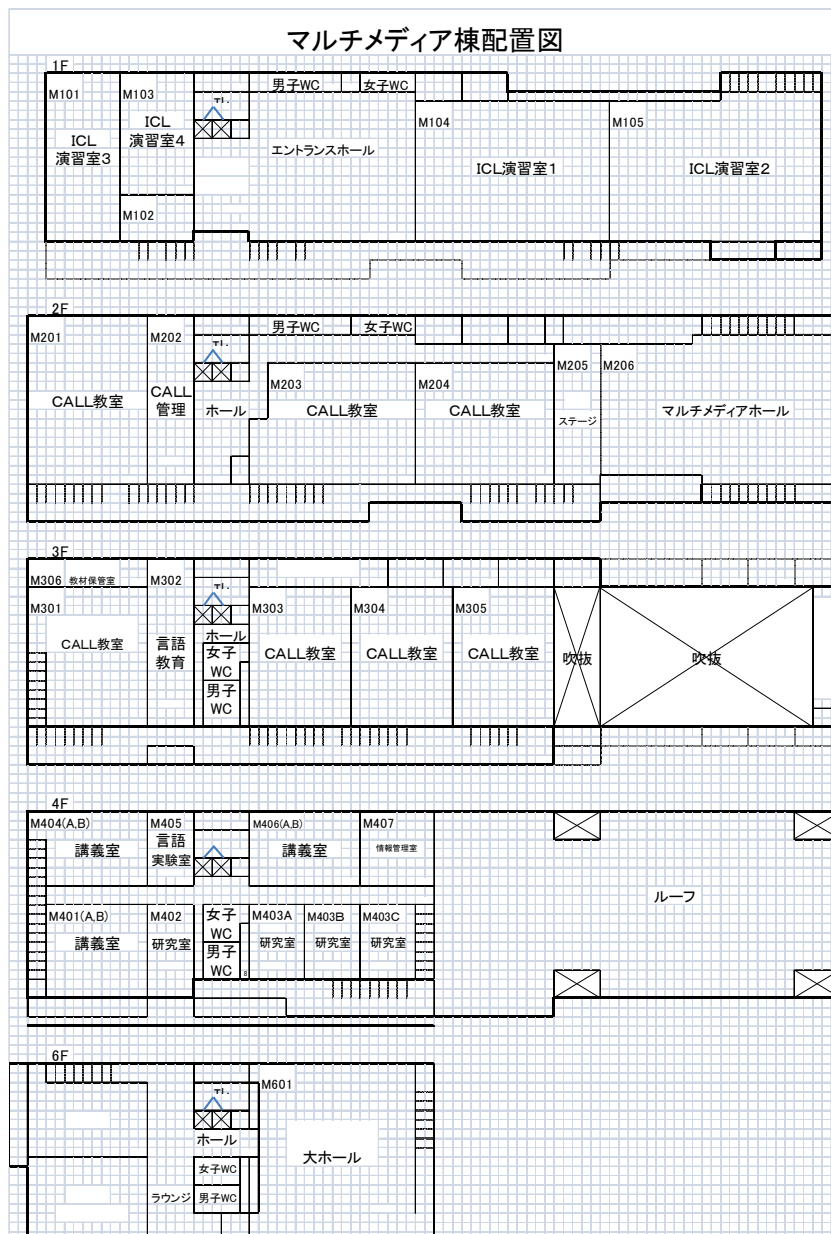 マルチメディア棟配置図
1F
男子WC
女子WC
M101
M103
ICL
演習室3
ICL
演習室4
エントランスホール
M104
M105
ICL演習室1
ICL演習室2
M102
2F
男子WC
女子WC
M201
M202
M203
M204
M205
M206
CALL教室
CALL
管理
ホール
CALL教室
CALL教室
ステージ
マルチメディアホール
3F
M306 教材保管室
M302
M301
M303
M304
M305
CALL教室
言語
教育
ホール
女子
WC
男子
WC
CALL教室
CALL教室
CALL教室
吹抜
吹抜
4F
M404(A,B)
M405
M406(A,B)
M407
講義室
言語
実験室
講義室
情報管理室
ルーフ
M401(A,B)
M402
女子
WC
男子
WC
M403A
M403B
M403C
講義室
研究室
研究室
研究室
研究室
8
6F
M601
ホール
大ホール
女子WC
ラウンジ
男子WC